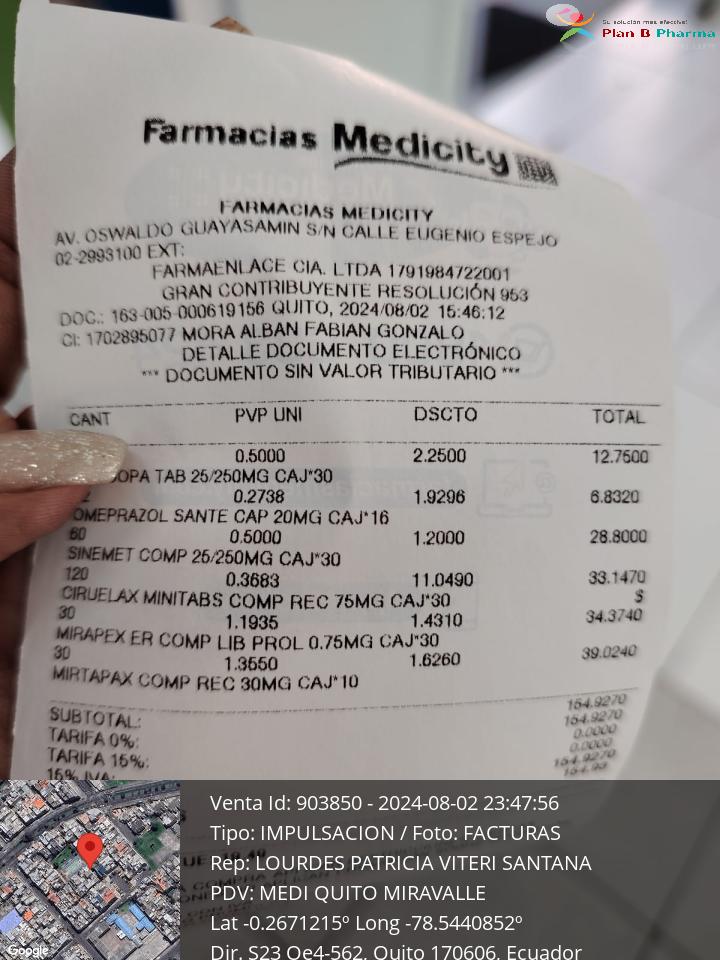 Su solución más efectiva!
Plan B Pharma
Farmacias Medicity
FARMACIAS MEDICITY
AV. OSWALDO GUAYASAMIN S/N CALLE EUGENIO ESPEJO
02-2993100 EXT:
FARMAENLACE CIA. LTDA 1791984722001
GRAN CONTRIBUYENTE RESOLUCIÓN 953
DOC.: 163-005-000619156 QUITO, 2024/08/02 15:46:12
CI: 1702895077 MORA ALBAN FABIAN GONZALO
DETALLE DOCUMENTO ELECTRÓNICO
*** DOCUMENTO SIN VALOR TRIBUTARIO ***
CANT PVP UNI DSCTO TOTAL
0.5000 2.2500 12.7500
OPA TAB 25/250MG CAJ*30
2 0.2738 1.9296 6.8320
OMEPRAZOL SANTE CAP 20MG CAJ*16
60 0.5000 1.2000 28.8000
SINEMET COMP 25/250MG CAJ*30
120 0.3683 11.0490 33.1470
CIRUELAX MINITABS COMP REC 75MG CAJ*30 $
30 1.1935 1.4310 34.3740
MIRAPEX ER COMP LIB PROL 0.75MG CAJ*30
30 1.3550 1.6260 39.0240
MIRTAPAX COMP REC 30MG CAJ*10
SUBTOTAL: 154.9270
TARIFA 0%: 154.9270
TARIFA 15%: 0.0000
15% IVA: 0.0000
154.9270
154.93
Venta Id: 903850 - 2024-08-02 23:47:56
Tipo: IMPULSACION / Foto: FACTURAS
Rep: LOURDES PATRICIA VITERI SANTANA
PDV: MEDI QUITO MIRAVALLE
Lat -0.2671215º Long -78.5440852º
Dir. S23 Oe4-562, Quito 170606, Ecuador
Google